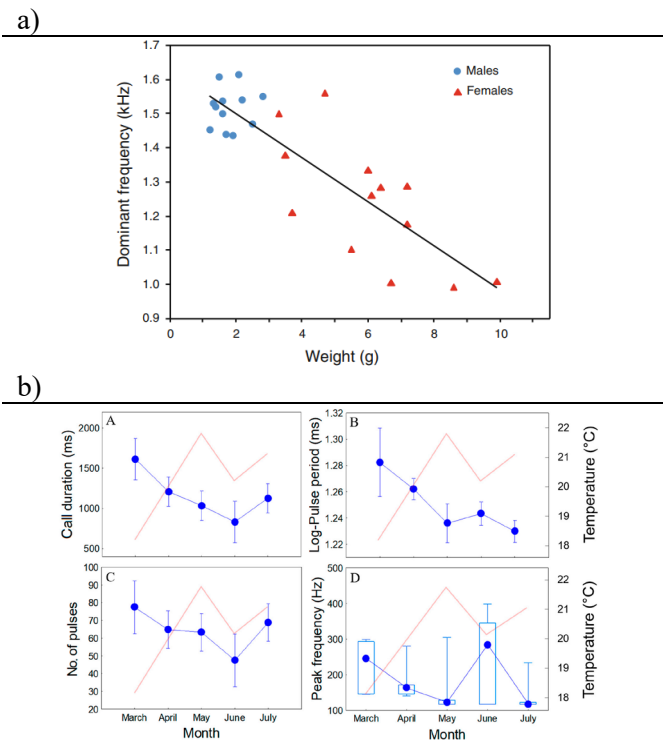 a)
1.7
1.6
1.5
1.4
1.3
1.2
1.1
1.0
0.9
Dominant frequency (kHz)
Males
Females
0 2 4 6 8 10
Weight (g)
b)
A
2000
1500
1000
500
Call duration (ms)
B
1.32
1.30
1.28
1.26
1.24
1.22
Log-Pulse period (ms)
22
21
20
19
18
Temperature (°C)
C
100
90
80
70
60
50
40
30
20
No. of pulses
March April May June July
Month
D
500
400
300
200
100
Peak frequency (Hz)
22
21
20
19
18
Temperature (°C)
March April May June July
Month